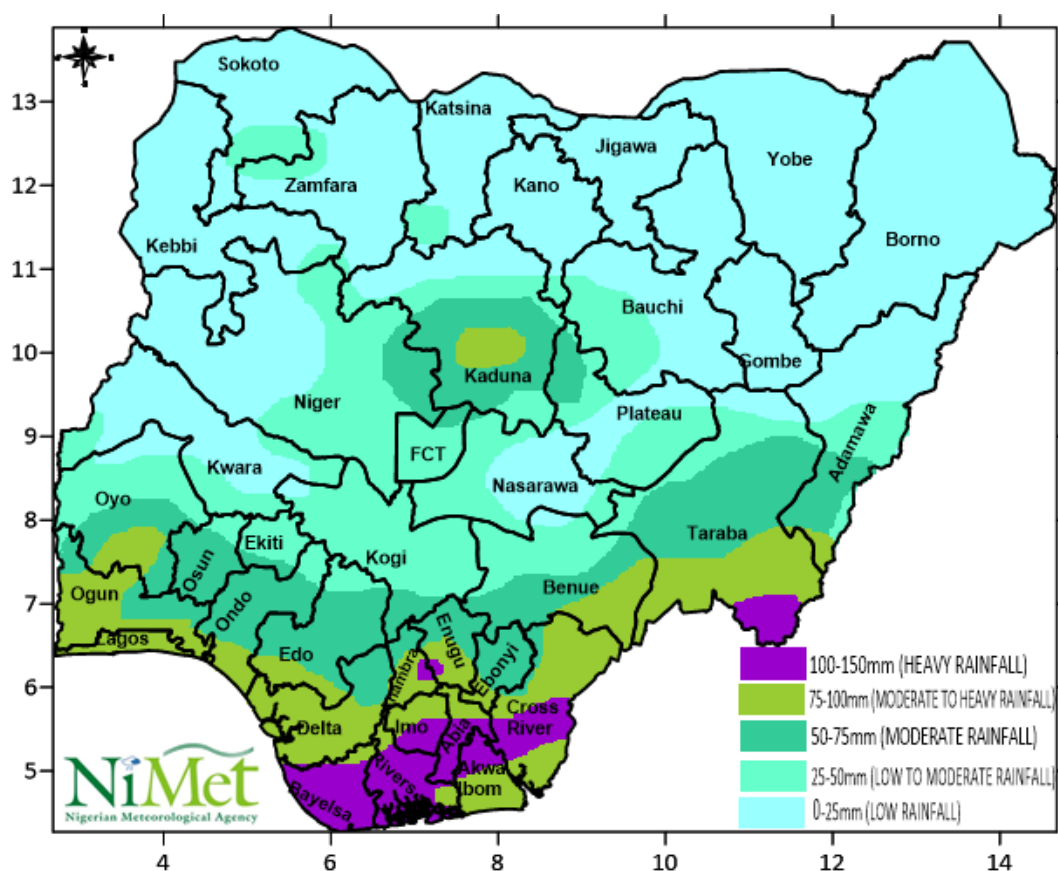 Sokoto
Katsina
Jigawa
Yobe
Zamfara
Kano
Kebbi
Borno
Bauchi
Gombe
Kaduna
Niger
Plateau
FCT
Adamawa
Kwara
Nasarawa
Oyo
Taraba
Ekiti
Kogi
Osun
Ogun
Benue
Ondo
Enugu
Lagos
Edo
Ebonyi
Anambra
Cross
River
Delta
Imo
Abia
Rivers
Akwa
Ibom
Bayelsa
13
12
11
10
9
8
7
6
5
4
6
8
10
12
14
100-150mm (HEAVY RAINFALL)
75-100mm (MODERATE TO HEAVY RAINFALL)
50-75mm (MODERATE RAINFALL)
25-50mm (LOW TO MODERATE RAINFALL)
0-25mm (LOW RAINFALL)
NiMet
Nigerian Meteorological Agency